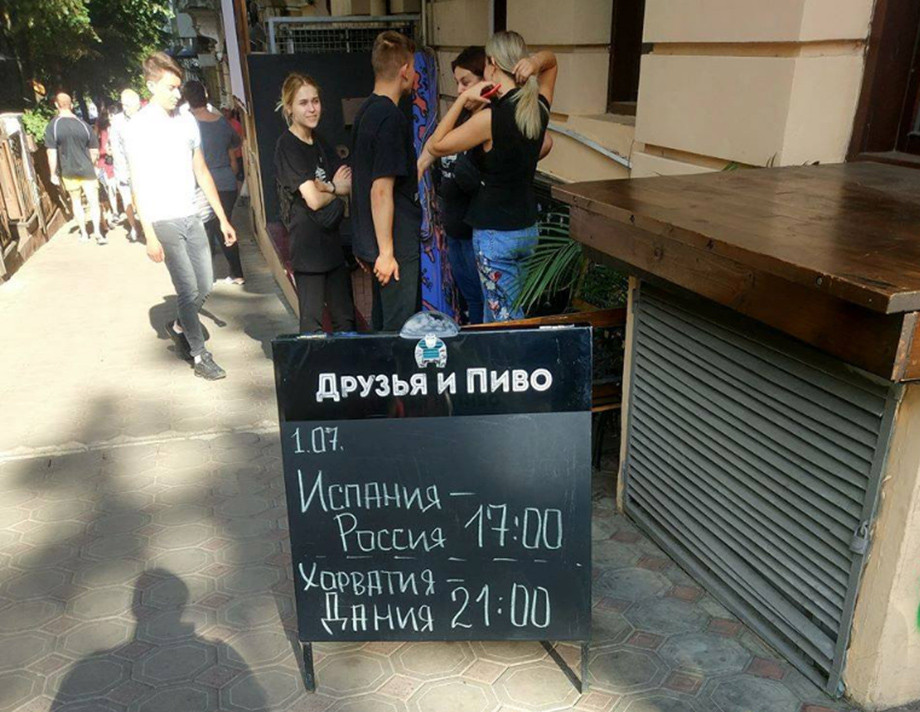 Друзья и Пиво
1.07.
Испания –
Россия 17:00
Хорватия –
Дания 21:00